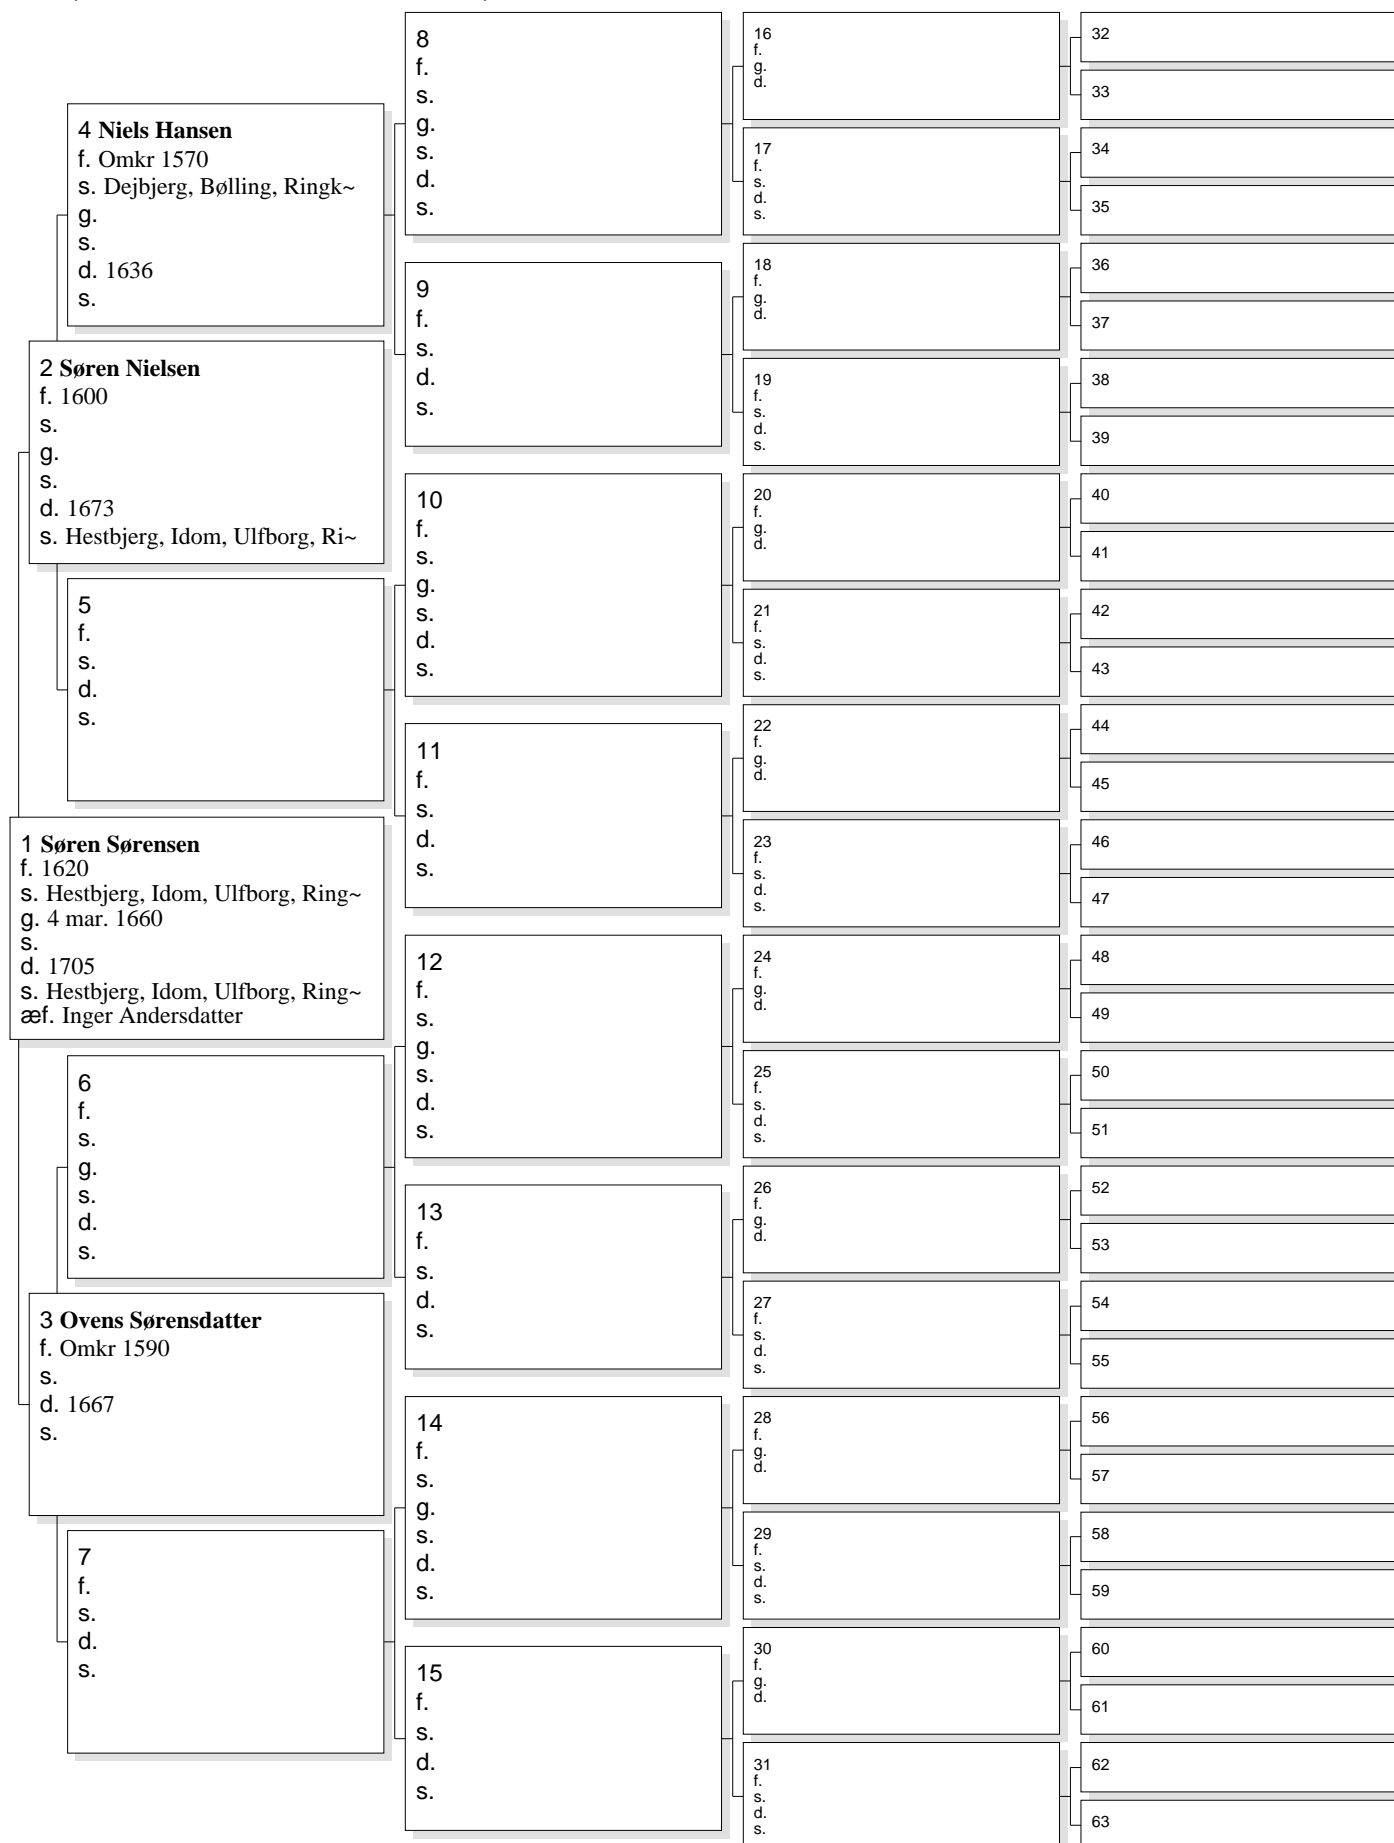 4 Niels Hansen
f. Omkr 1570
s. Dejbjerg, Bølling, Ringk~
g.
s.
d. 1636
s.
2 Søren Nielsen
f. 1600
s.
g.
s.
d. 1673
s. Hestbjerg, Idom, Ulfborg, Ri~
5
f.
s.
d.
s.
1 Søren Sørensen
f. 1620
s. Hestbjerg, Idom, Ulfborg, Ring~
g. 4 mar. 1660
s.
d. 1705
s. Hestbjerg, Idom, Ulfborg, Ring~
æf. Inger Andersdatter
6
f.
s.
g.
s.
d.
s.
3 Ovens Sørensdatter
f. Omkr 1590
s.
d. 1667
s.
7
f.
s.
d.
s.
8
f.
s.
g.
s.
d.
s.
9
f.
s.
d.
s.
10
f.
s.
g.
s.
d.
s.
11
f.
s.
d.
s.
12
f.
s.
g.
s.
d.
s.
13
f.
s.
d.
s.
14
f.
s.
g.
s.
d.
s.
15
f.
s.
d.
s.
16
f.
g.
d.
17
f.
s.
d.
s.
18
f.
g.
d.
19
f.
s.
d.
s.
20
f.
g.
d.
21
f.
s.
d.
s.
22
f.
g.
d.
23
f.
s.
d.
s.
24
f.
g.
d.
25
f.
s.
d.
s.
26
f.
g.
d.
27
f.
s.
d.
s.
28
f.
g.
d.
29
f.
s.
d.
s.
30
f.
g.
d.
31
f.
s.
d.
s.
32
33
34
35
36
37
38
39
40
41
42
43
44
45
46
47
48
49
50
51
52
53
54
55
56
57
58
59
60
61
62
63